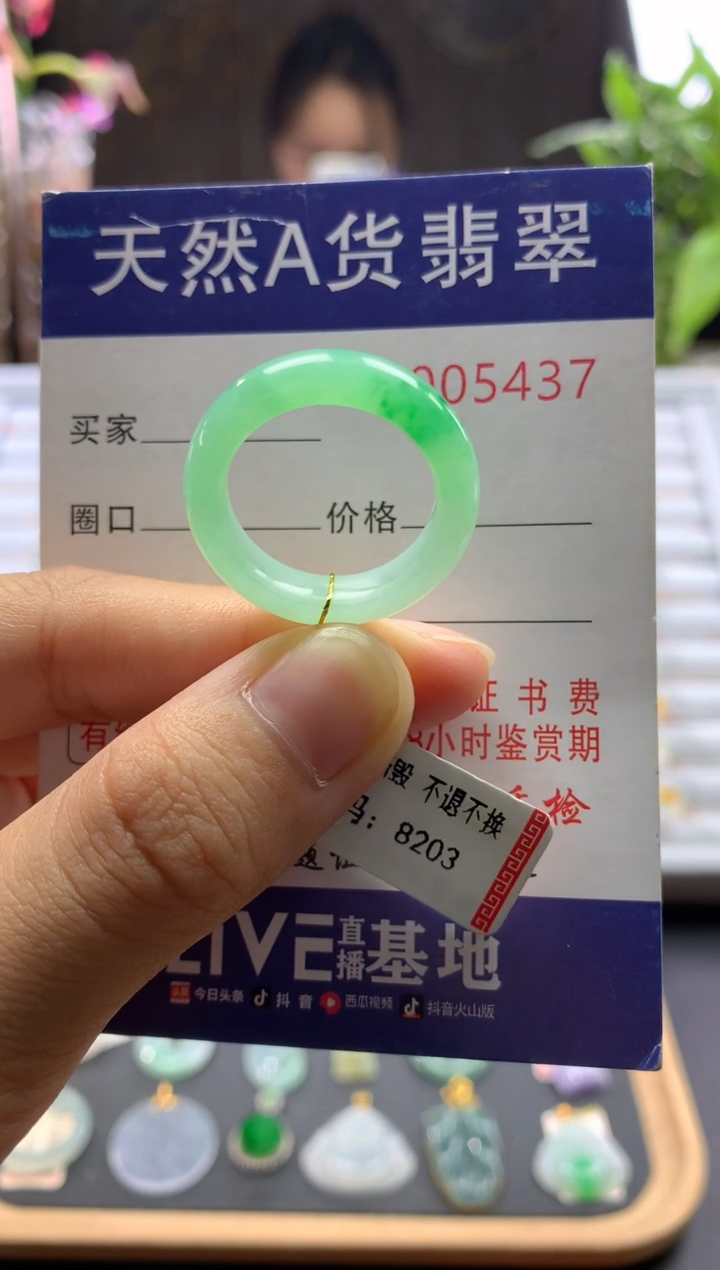 天然A货翡翠
005437
买家
圈口 价格
证书费
小时鉴赏期
检
毁 不退不换
码: 8203
LIVE直播基地
今日头条 抖音 西瓜视频 抖音火山版